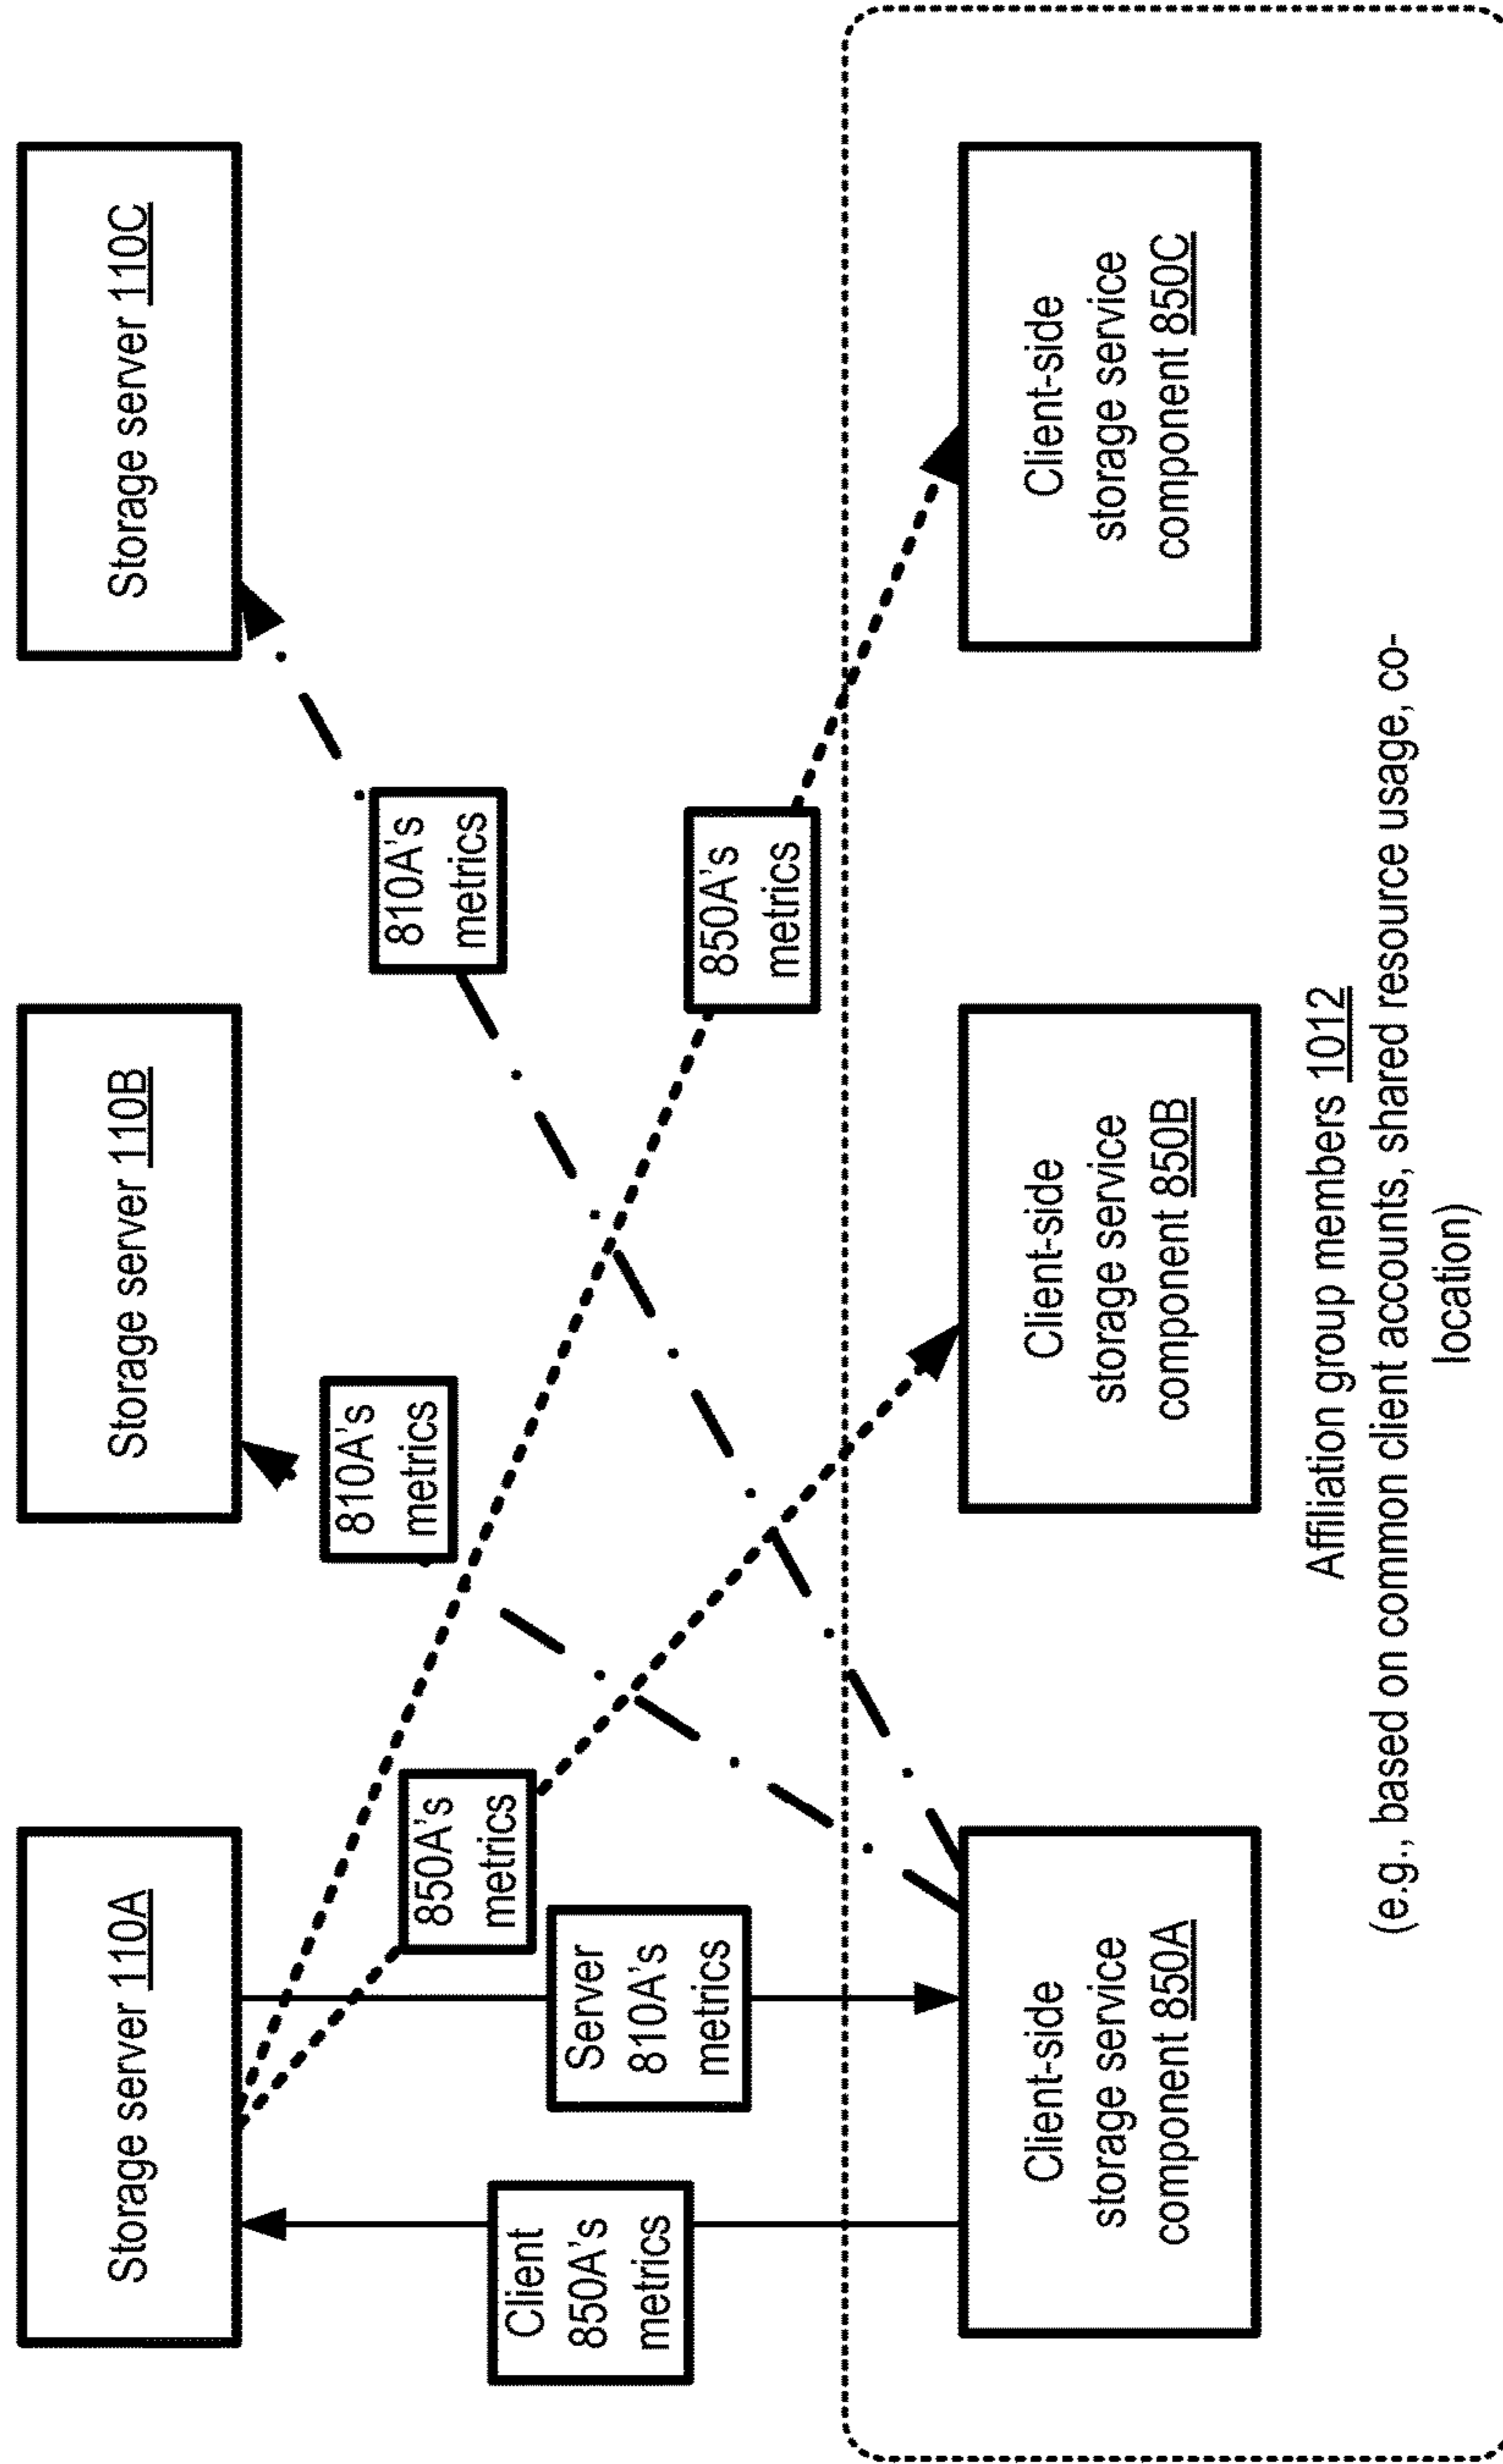 Storage server 110A
Storage server 110B
Storage server 110C
Client
850A's
metrics
Server
810A's
metrics
850A's
metrics
810A's
metrics
810A's
metrics
850A's
metrics
Client-side
storage service
component 850A
Client-side
storage service
component 850B
Client-side
storage service
component 850C
Affiliation group members 1012
(e.g., based on common client accounts, shared resource usage, co-
location)